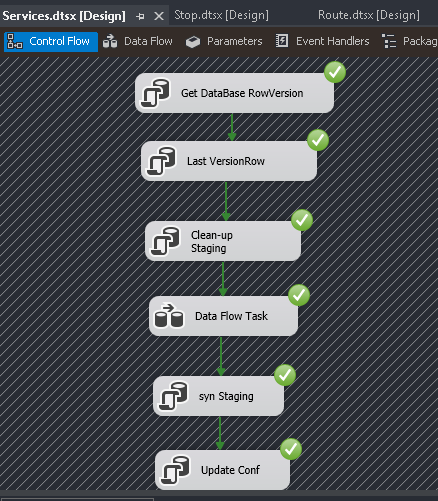 Services.dtsx [Design]
Stop.dtsx [Design]
Route.dtsx [Design]
Control Flow
Data Flow
Parameters
Event Handlers
Packag
Get DataBase RowVersion
Last VersionRow
Clean-up
Staging
Data Flow Task
syn Staging
Update Conf